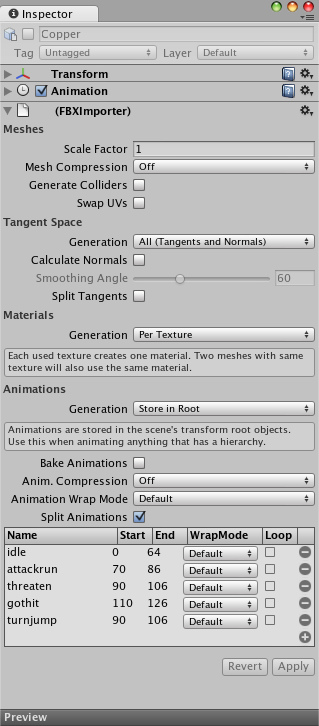 Inspector
Copper
Tag Untagged Layer Default
Transform
Animation
(FBXImporter)
Meshes
Scale Factor 1
Mesh Compression Off
Generate Colliders
Swap UVs
Tangent Space
Generation All (Tangents and Normals)
Calculate Normals
Smoothing Angle 60
Split Tangents
Materials
Generation Per Texture
Each used texture creates one material. Two meshes with same
texture will also use the same material.
Animations
Generation Store in Root
Animations are stored in the scene's transform root objects.
Use this when animating anything that has a hierarchy.
Bake Animations
Anim. Compression Off
Animation Wrap Mode Default
Split Animations
Name Start End WrapMode Loop
idle 0 64 Default
attackrun 70 86 Default
threaten 90 106 Default
gothit 110 126 Default
turnjump 90 106 Default
Revert Apply
Preview